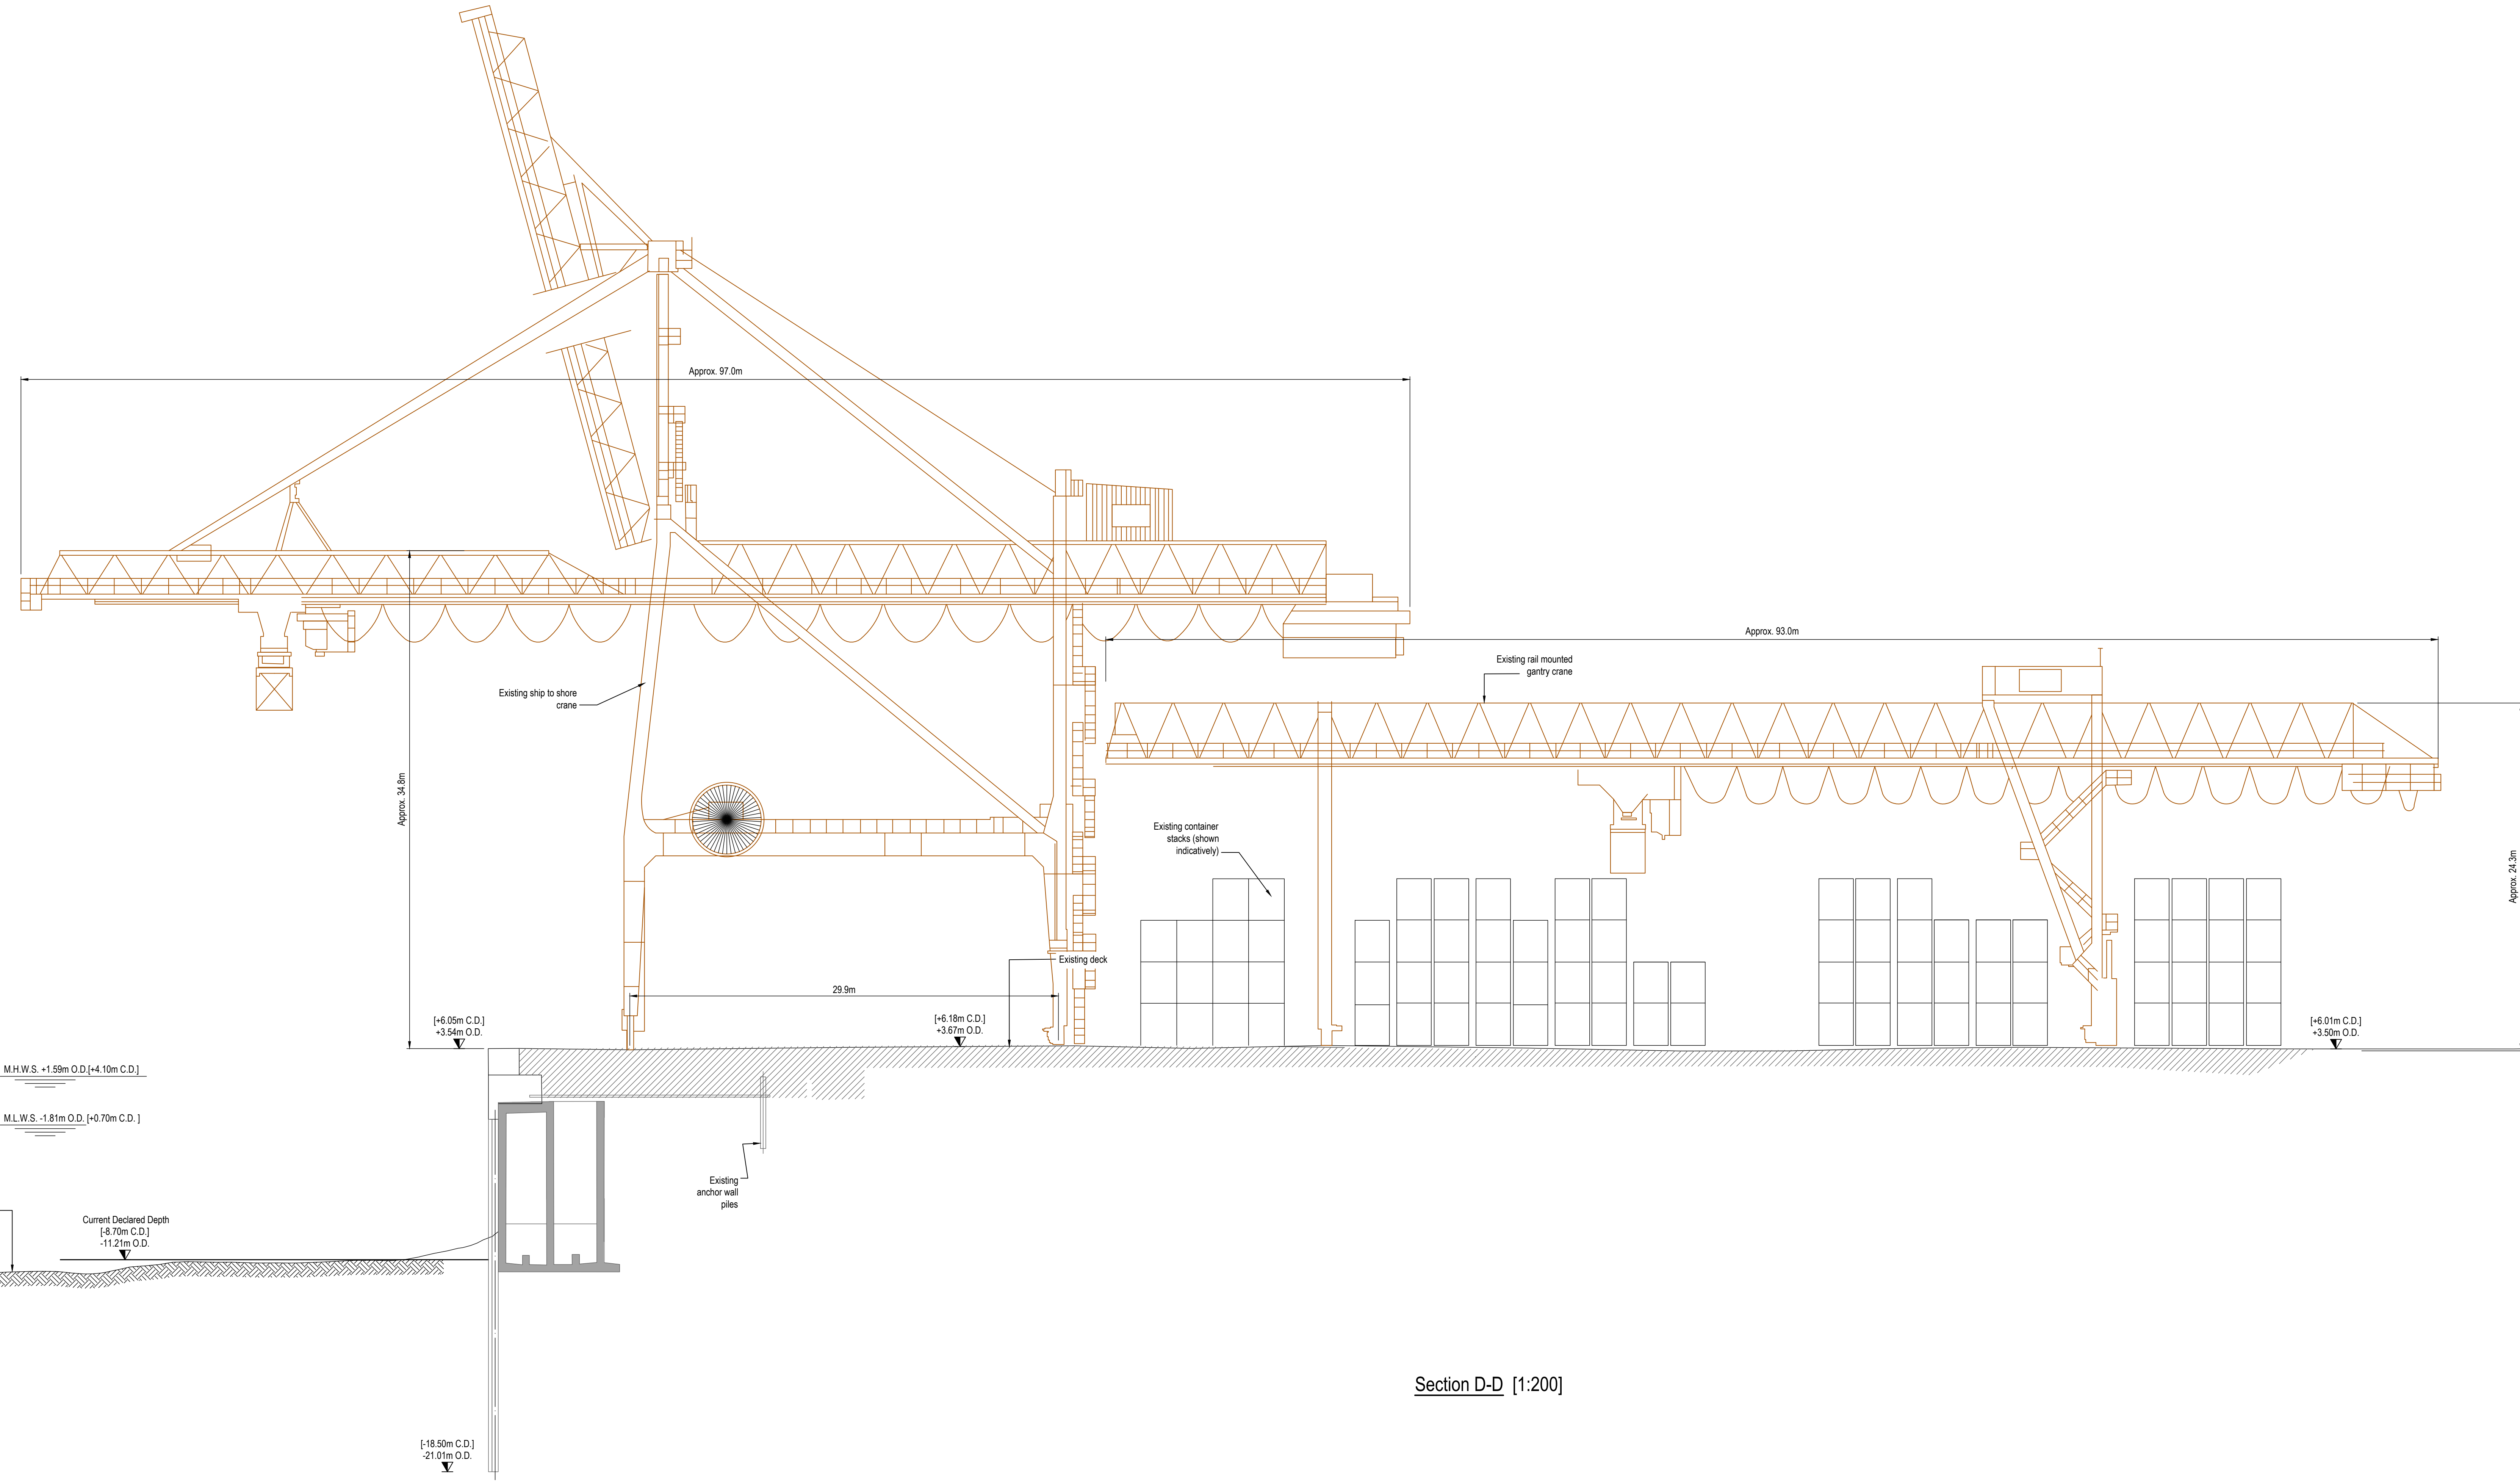 Approx. 97.0m
Approx. 93.0m
Existing rail mounted
gantry crane
Existing ship to shore
crane
Approx. 34.8m
Existing container
stacks (shown
indicatively)
Approx. 24.3m
Existing deck
29.9m
[+6.05m C.D.]
+3.54m O.D.
[+6.18m C.D.]
+3.67m O.D.
[+6.01m C.D.]
+3.50m O.D.
M.H.W.S. +1.59m O.D.[+4.10m C.D.]
M.L.W.S. -1.81m O.D. [+0.70m C.D. ]
Existing
anchor wall
piles
Current Declared Depth
[-8.70m C.D.]
-11.21m O.D.
Section D-D [1:200]
[-18.50m C.D.]
-21.01m O.D.